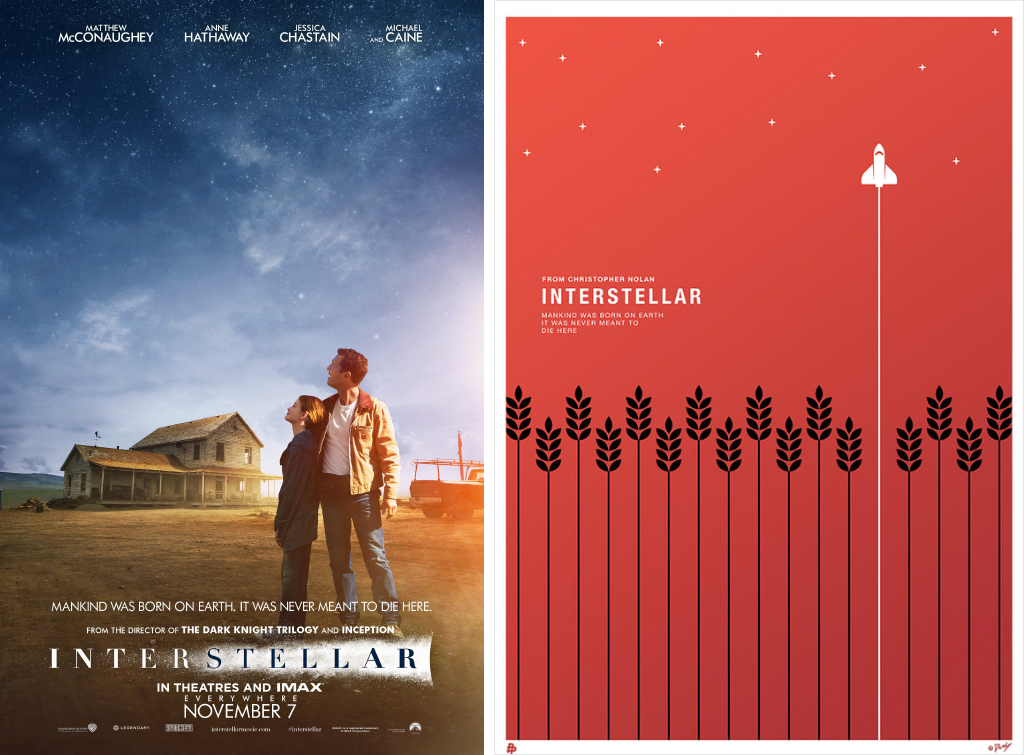 MATTHEW
McCONAUGHEY
ANNE
HATHAWAY
JESSICA
CHASTAIN
MICHAEL
AND CAINE
MANKIND WAS BORN ON EARTH. IT WAS NEVER MEANT TO DIE HERE.
FROM THE DIRECTOR OF THE DARK KNIGHT TRILOGY AND INCEPTION
INTERSTELLAR
IN THEATRES AND IMAX
EVERYWHERE
NOVEMBER 7
LEGENDARY
SYNCOPY
interstellarmovie.com
#interstellar
FROM CHRISTOPHER NOLAN
INTERSTELLAR
MANKIND WAS BORN ON EARTH
IT WAS NEVER MEANT TO
DIE HERE